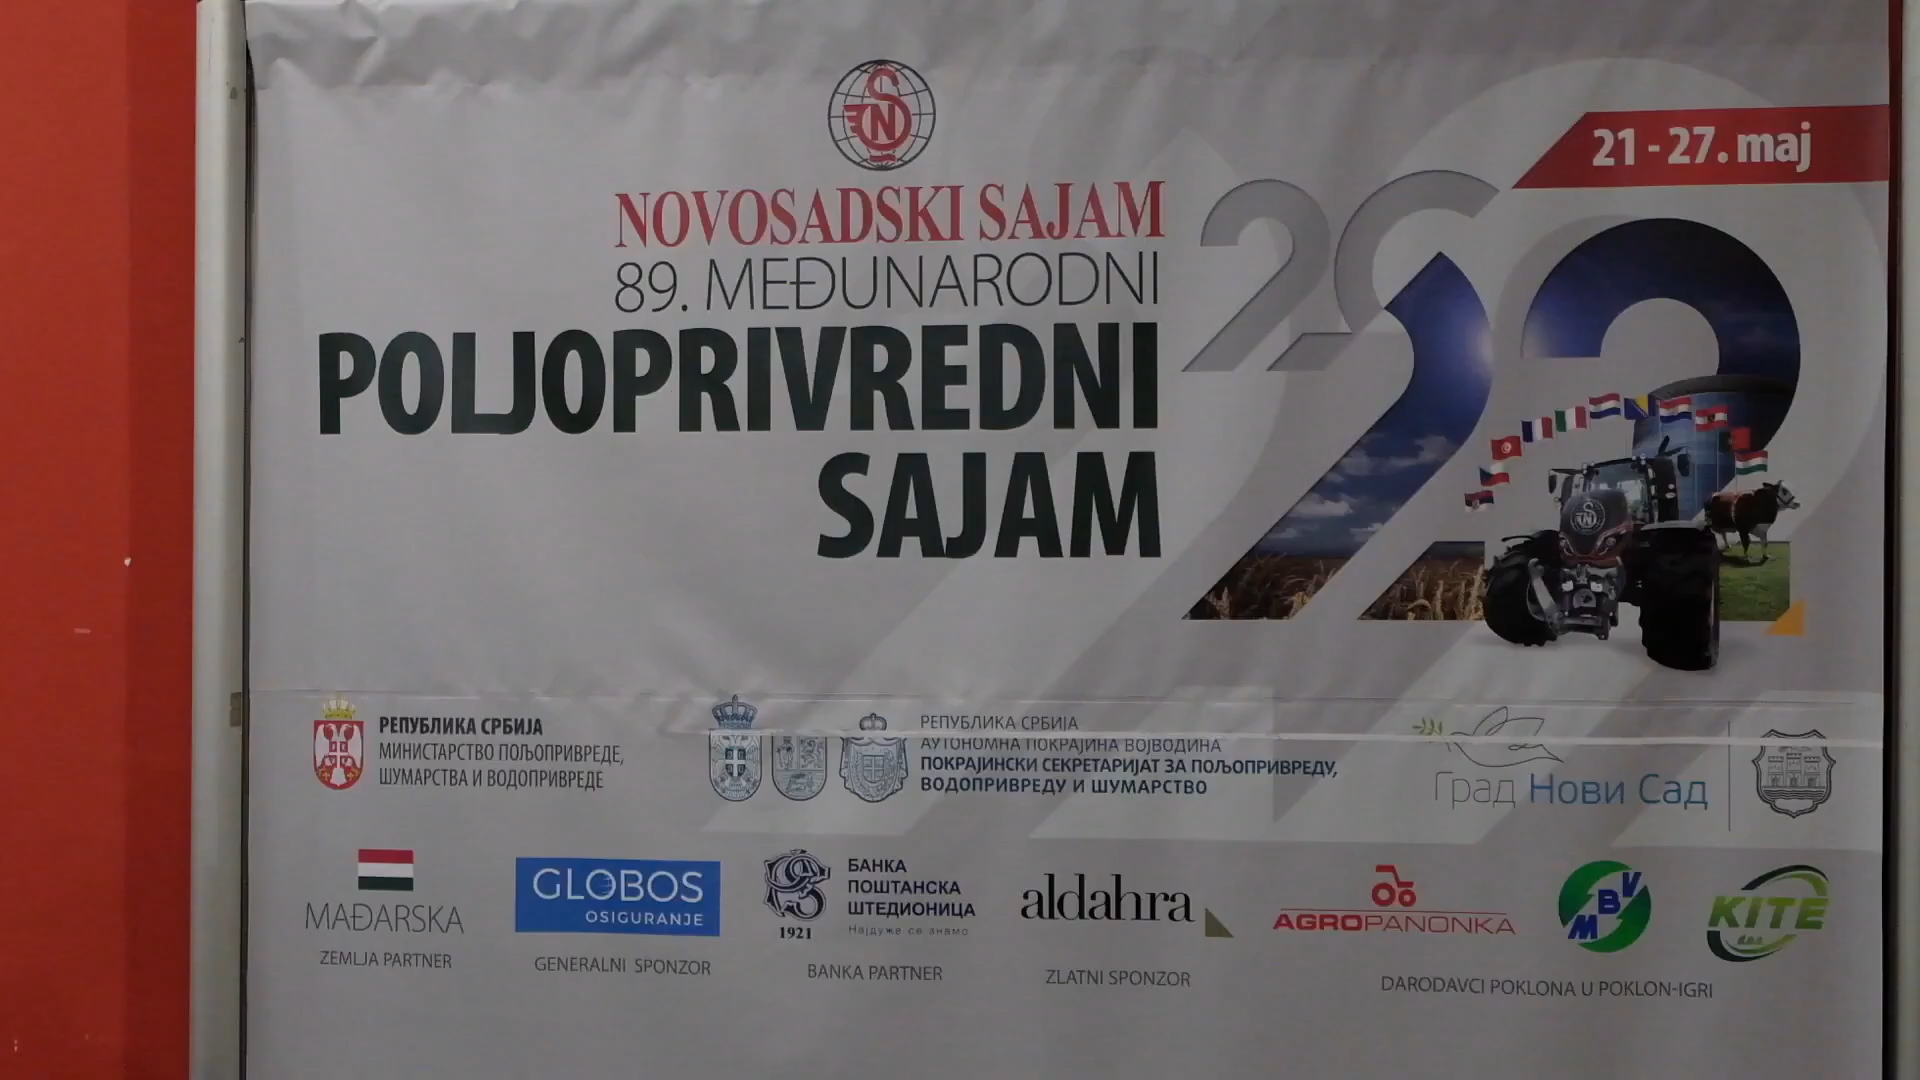 NOVOSADSKI SAJAM
89. MEĐUNARODNI
POLJOPRIVREDNI
SAJAM
21 - 27. maj
2022
РЕПУБЛИКА СРБИЈА
МИНИСТАРСТВО ПОЉОПРИВРЕДЕ,
ШУМАРСТВА И ВОДОПРИВРЕДЕ
РЕПУБЛИКА СРБИЈА
АУТОНОМНА ПОКРАЈИНА ВОЈВОДИНА
ПОКРАЈИНСКИ СЕКРЕТАРИЈАТ ЗА ПОЉОПРИВРЕДУ,
ВОДОПРИВРЕДУ И ШУМАРСТВО
Град Нови Сад
MAĐARSKA
ZEMLJA PARTNER
GLOBOS
OSIGURANJE
GENERALNI SPONZOR
1921
БАНКА
ПОШТАНСКА
ШТЕДИОНИЦА
Најдуже се знамо
BANKA PARTNER
aldahra
ZLATNI SPONZOR
AGROPANONKA
MBV
KITE
d.o.o.
DARODAVCI POKLONA U POKLON-IGRI